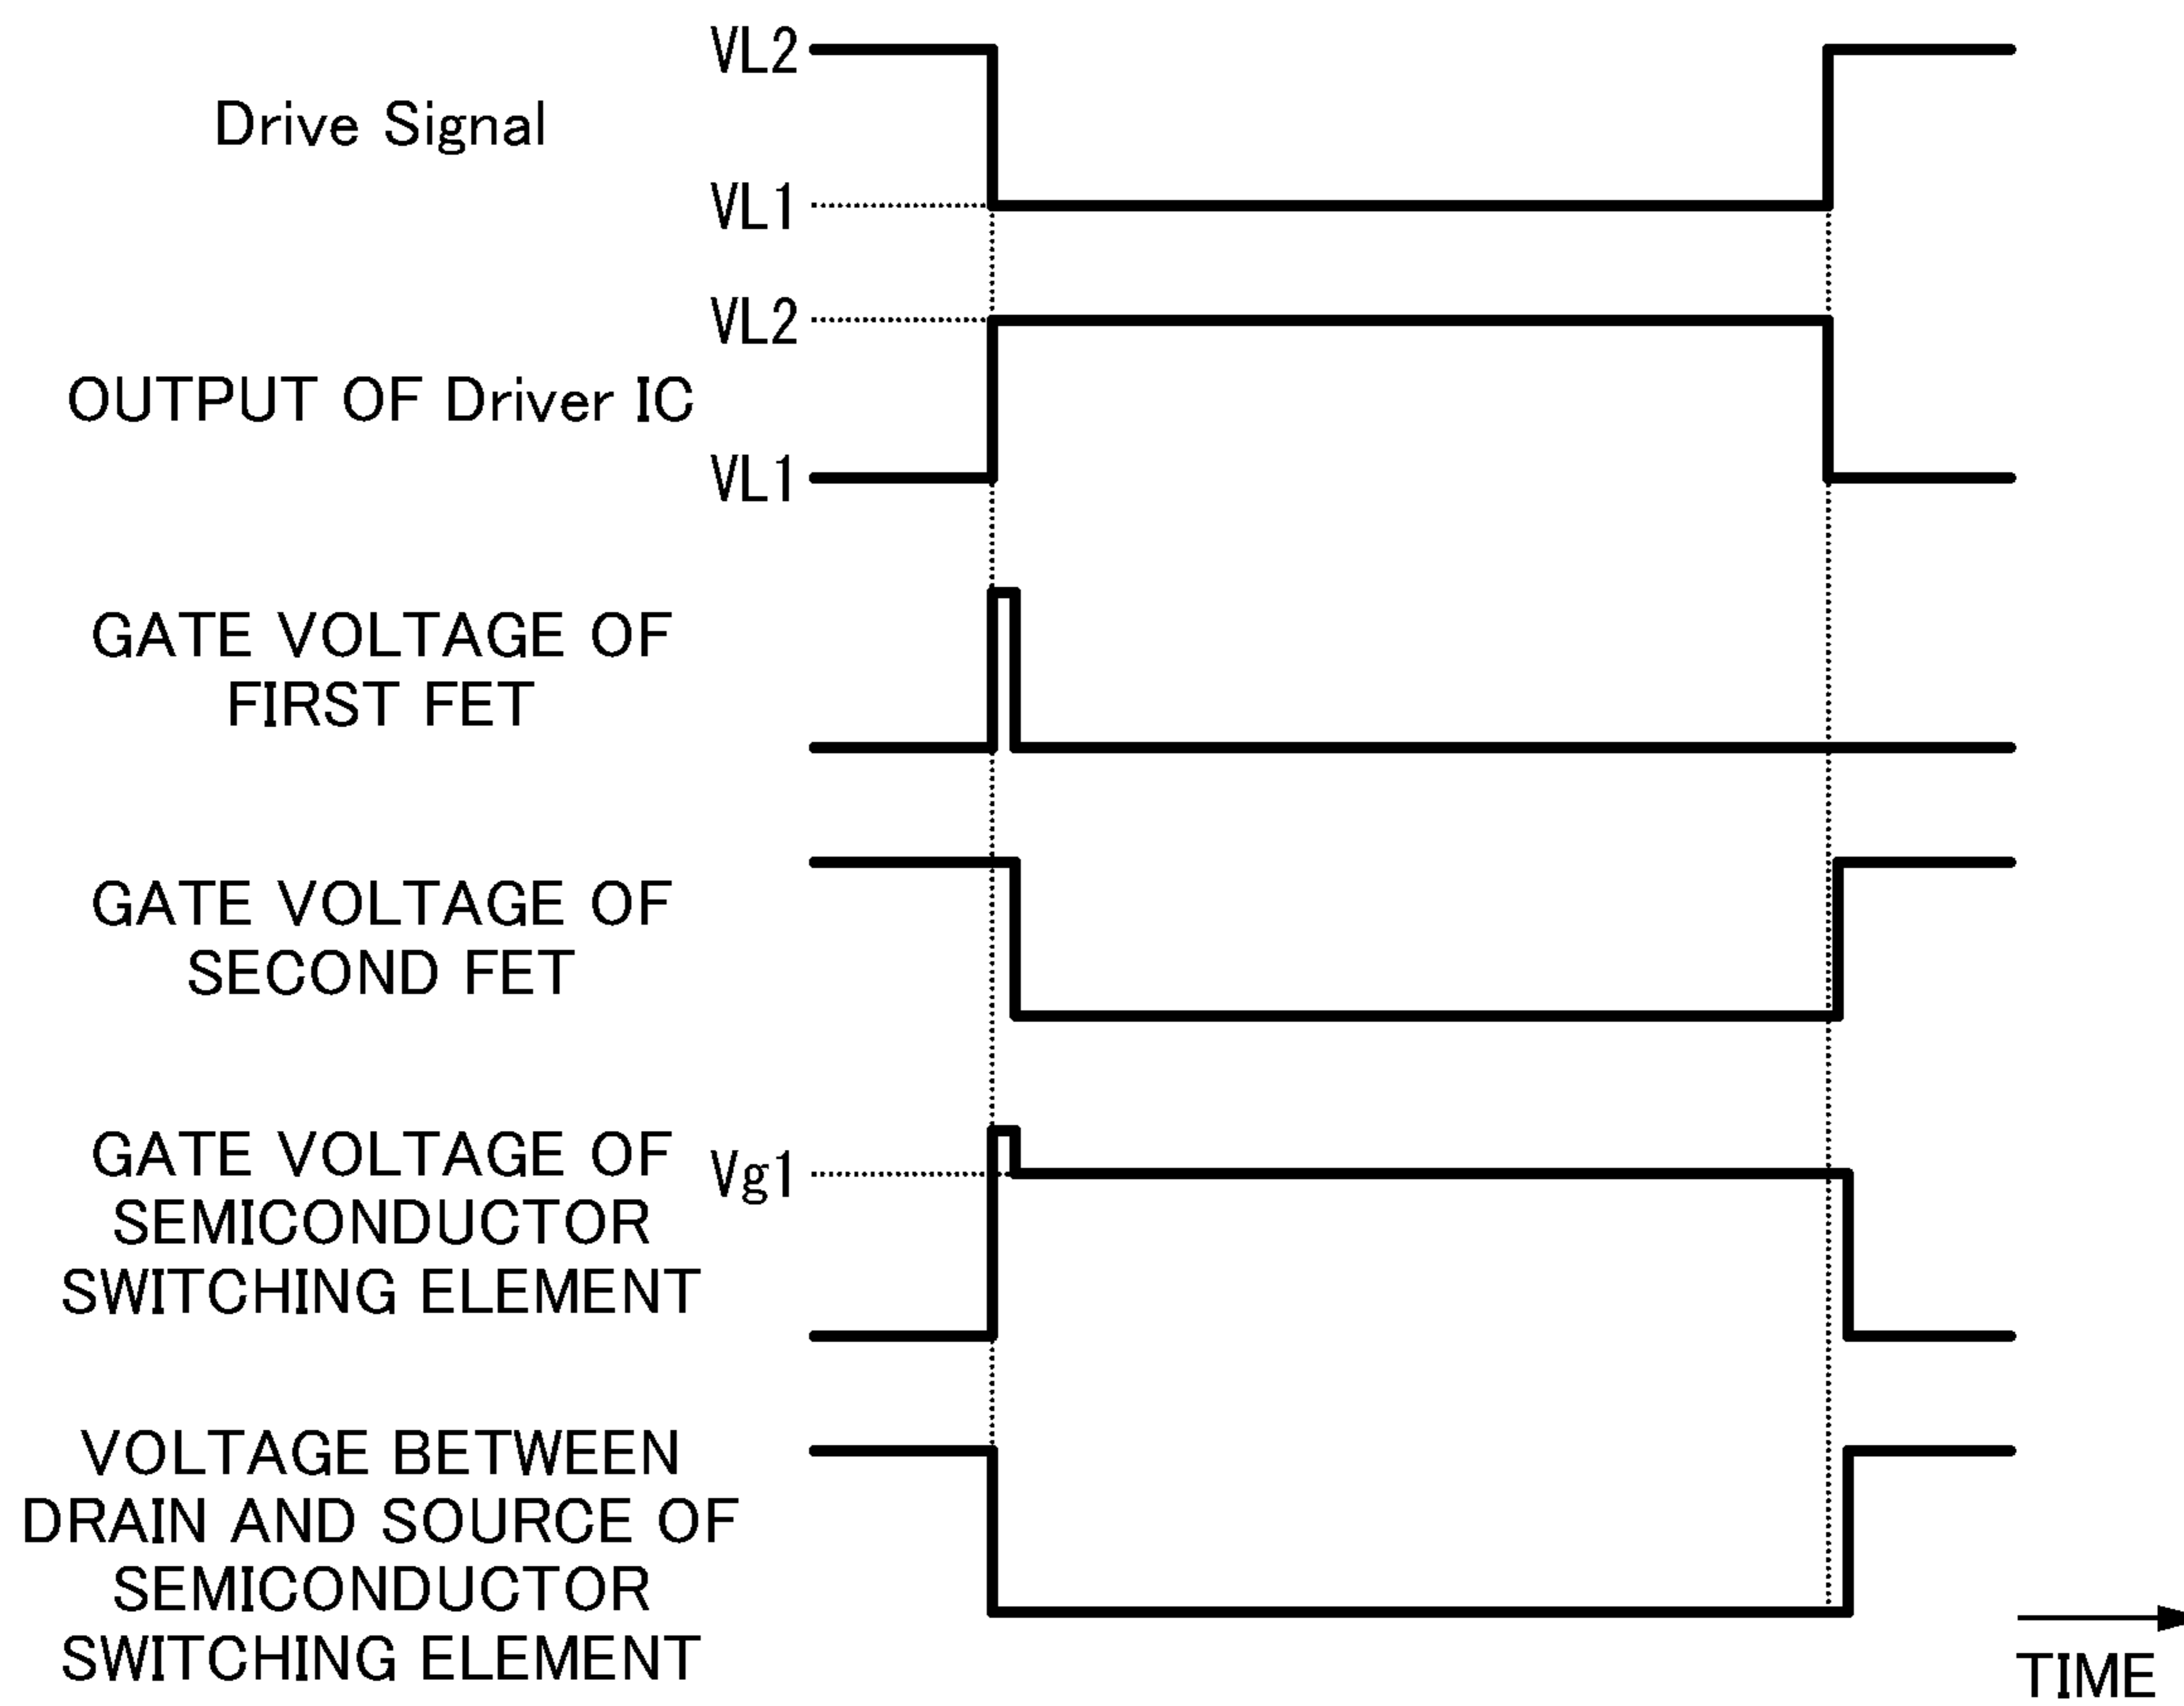 VL2
Drive Signal
VL1
VL2
OUTPUT OF Driver IC
VL1
GATE VOLTAGE OF
FIRST FET
GATE VOLTAGE OF
SECOND FET
GATE VOLTAGE OF
SEMICONDUCTOR
SWITCHING ELEMENT
Vg1
VOLTAGE BETWEEN
DRAIN AND SOURCE OF
SEMICONDUCTOR
SWITCHING ELEMENT
TIME